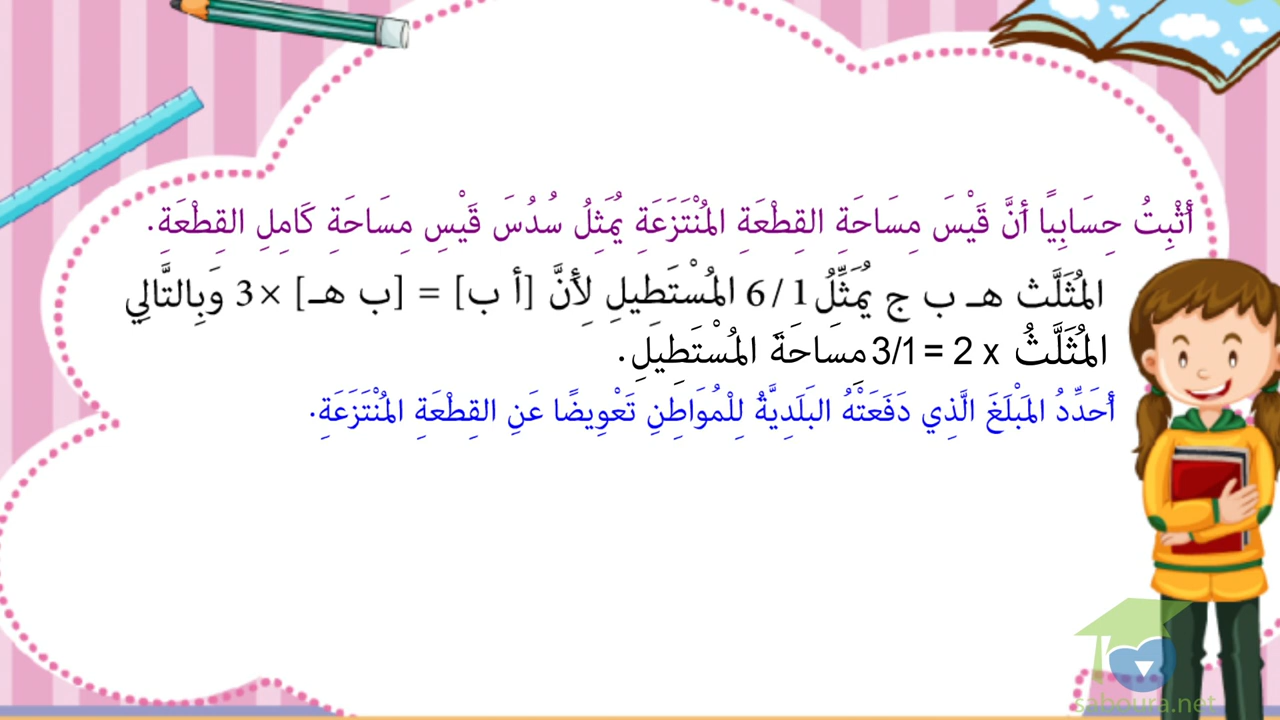 أَثْبِتُ حِسَابِيًا أَنَّ قَيْسَ مِسَاحَةِ القِطْعَةِ المُنْتَزَعَةِ يُمَثِلُ سُدُسَ قَيْسِ مِسَاحَةِ كَامِلِ القِطْعَةِ.
المُثَلَّث هـ ب ج يُمَثِّلُ 6/1 المُسْتَطِيلِ لِأَنَّ [أ ب] = [ب هـ] ×3 وَبِالتَّالِي
المُثَلَّثُ 3/1= 2 x مِسَاحَةَ المُسْتَطِيلِ.
أُحَدِّدُ المَبْلَغَ الَّذِي دَفَعَتْهُ البَلَدِيَّةُ لِلْمُوَاطِنِ تَعْوِيضًا عَنِ القِطْعَةِ المُنْتَزَعَةِ.
saboura.net